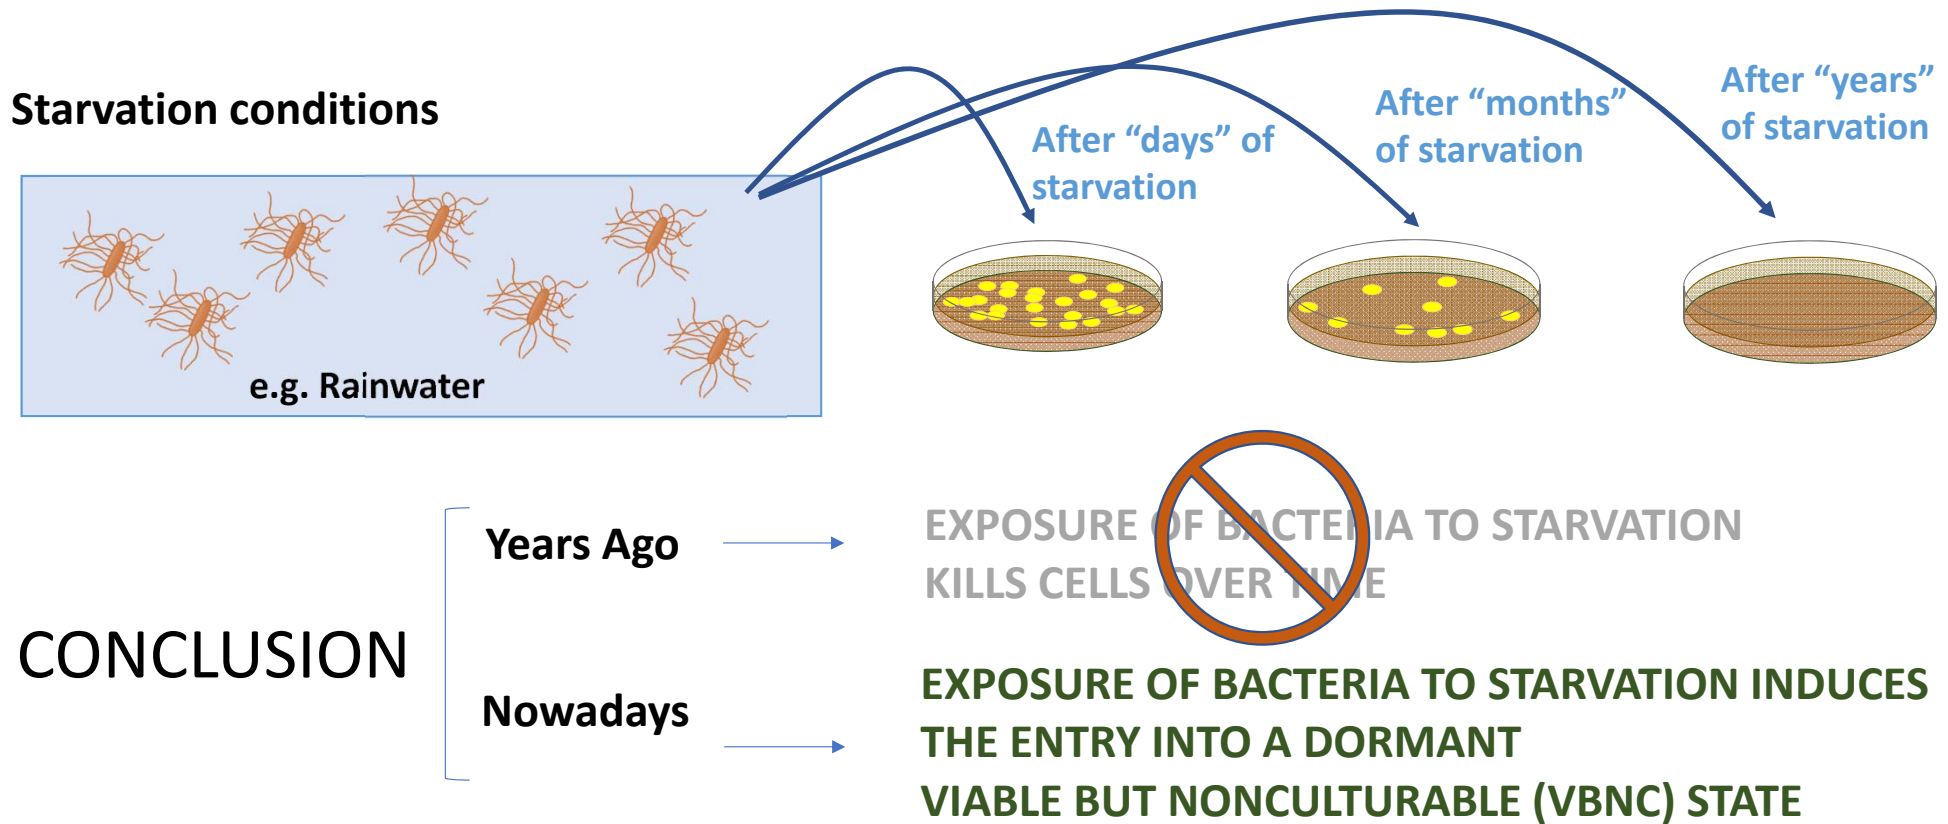 Starvation conditions
After “days” of
starvation
After “months”
of starvation
After “years”
of starvation
e.g. Rainwater
CONCLUSION
Years Ago
EXPOSURE OF BACTERIA TO STARVATION
KILLS CELLS OVER TIME
Nowadays
EXPOSURE OF BACTERIA TO STARVATION INDUCES
THE ENTRY INTO A DORMANT
VIABLE BUT NONCULTURABLE (VBNC) STATE